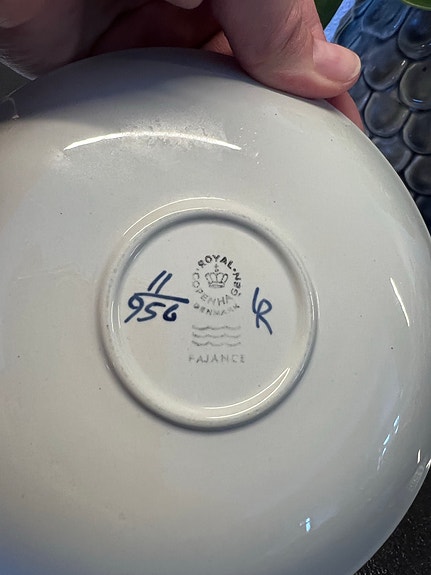 ROYAL
COPENHAGEN
DENMARK
FAJANCE
11
956